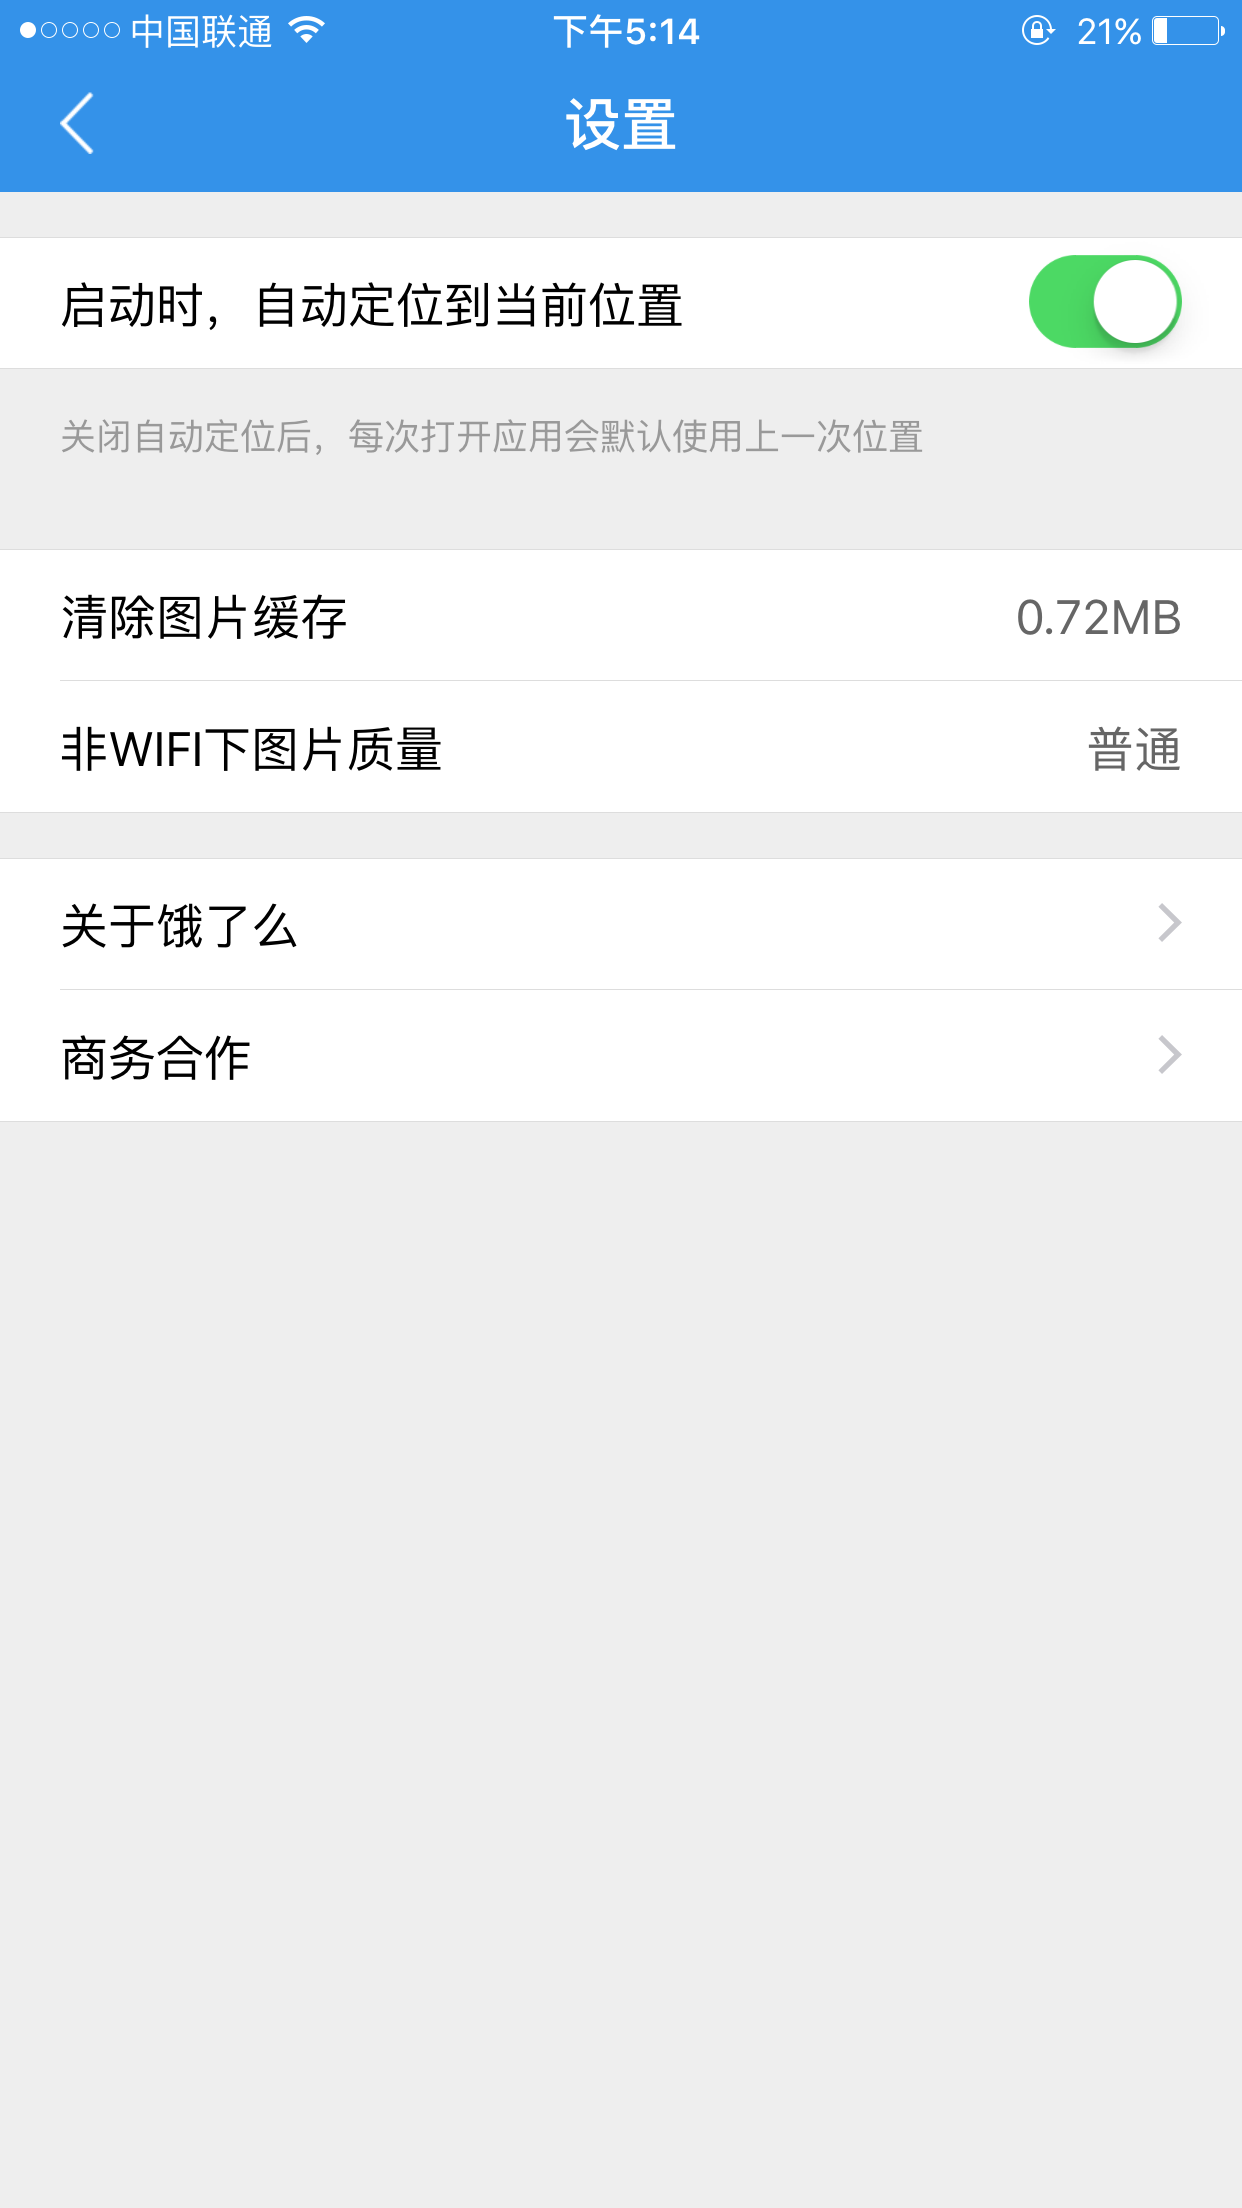 中国联通
下午5:14
21%
设置
启动时，自动定位到当前位置
关闭自动定位后，每次打开应用会默认使用上一次位置
清除图片缓存
0.72MB
非WIFI下图片质量
普通
关于饿了么
商务合作